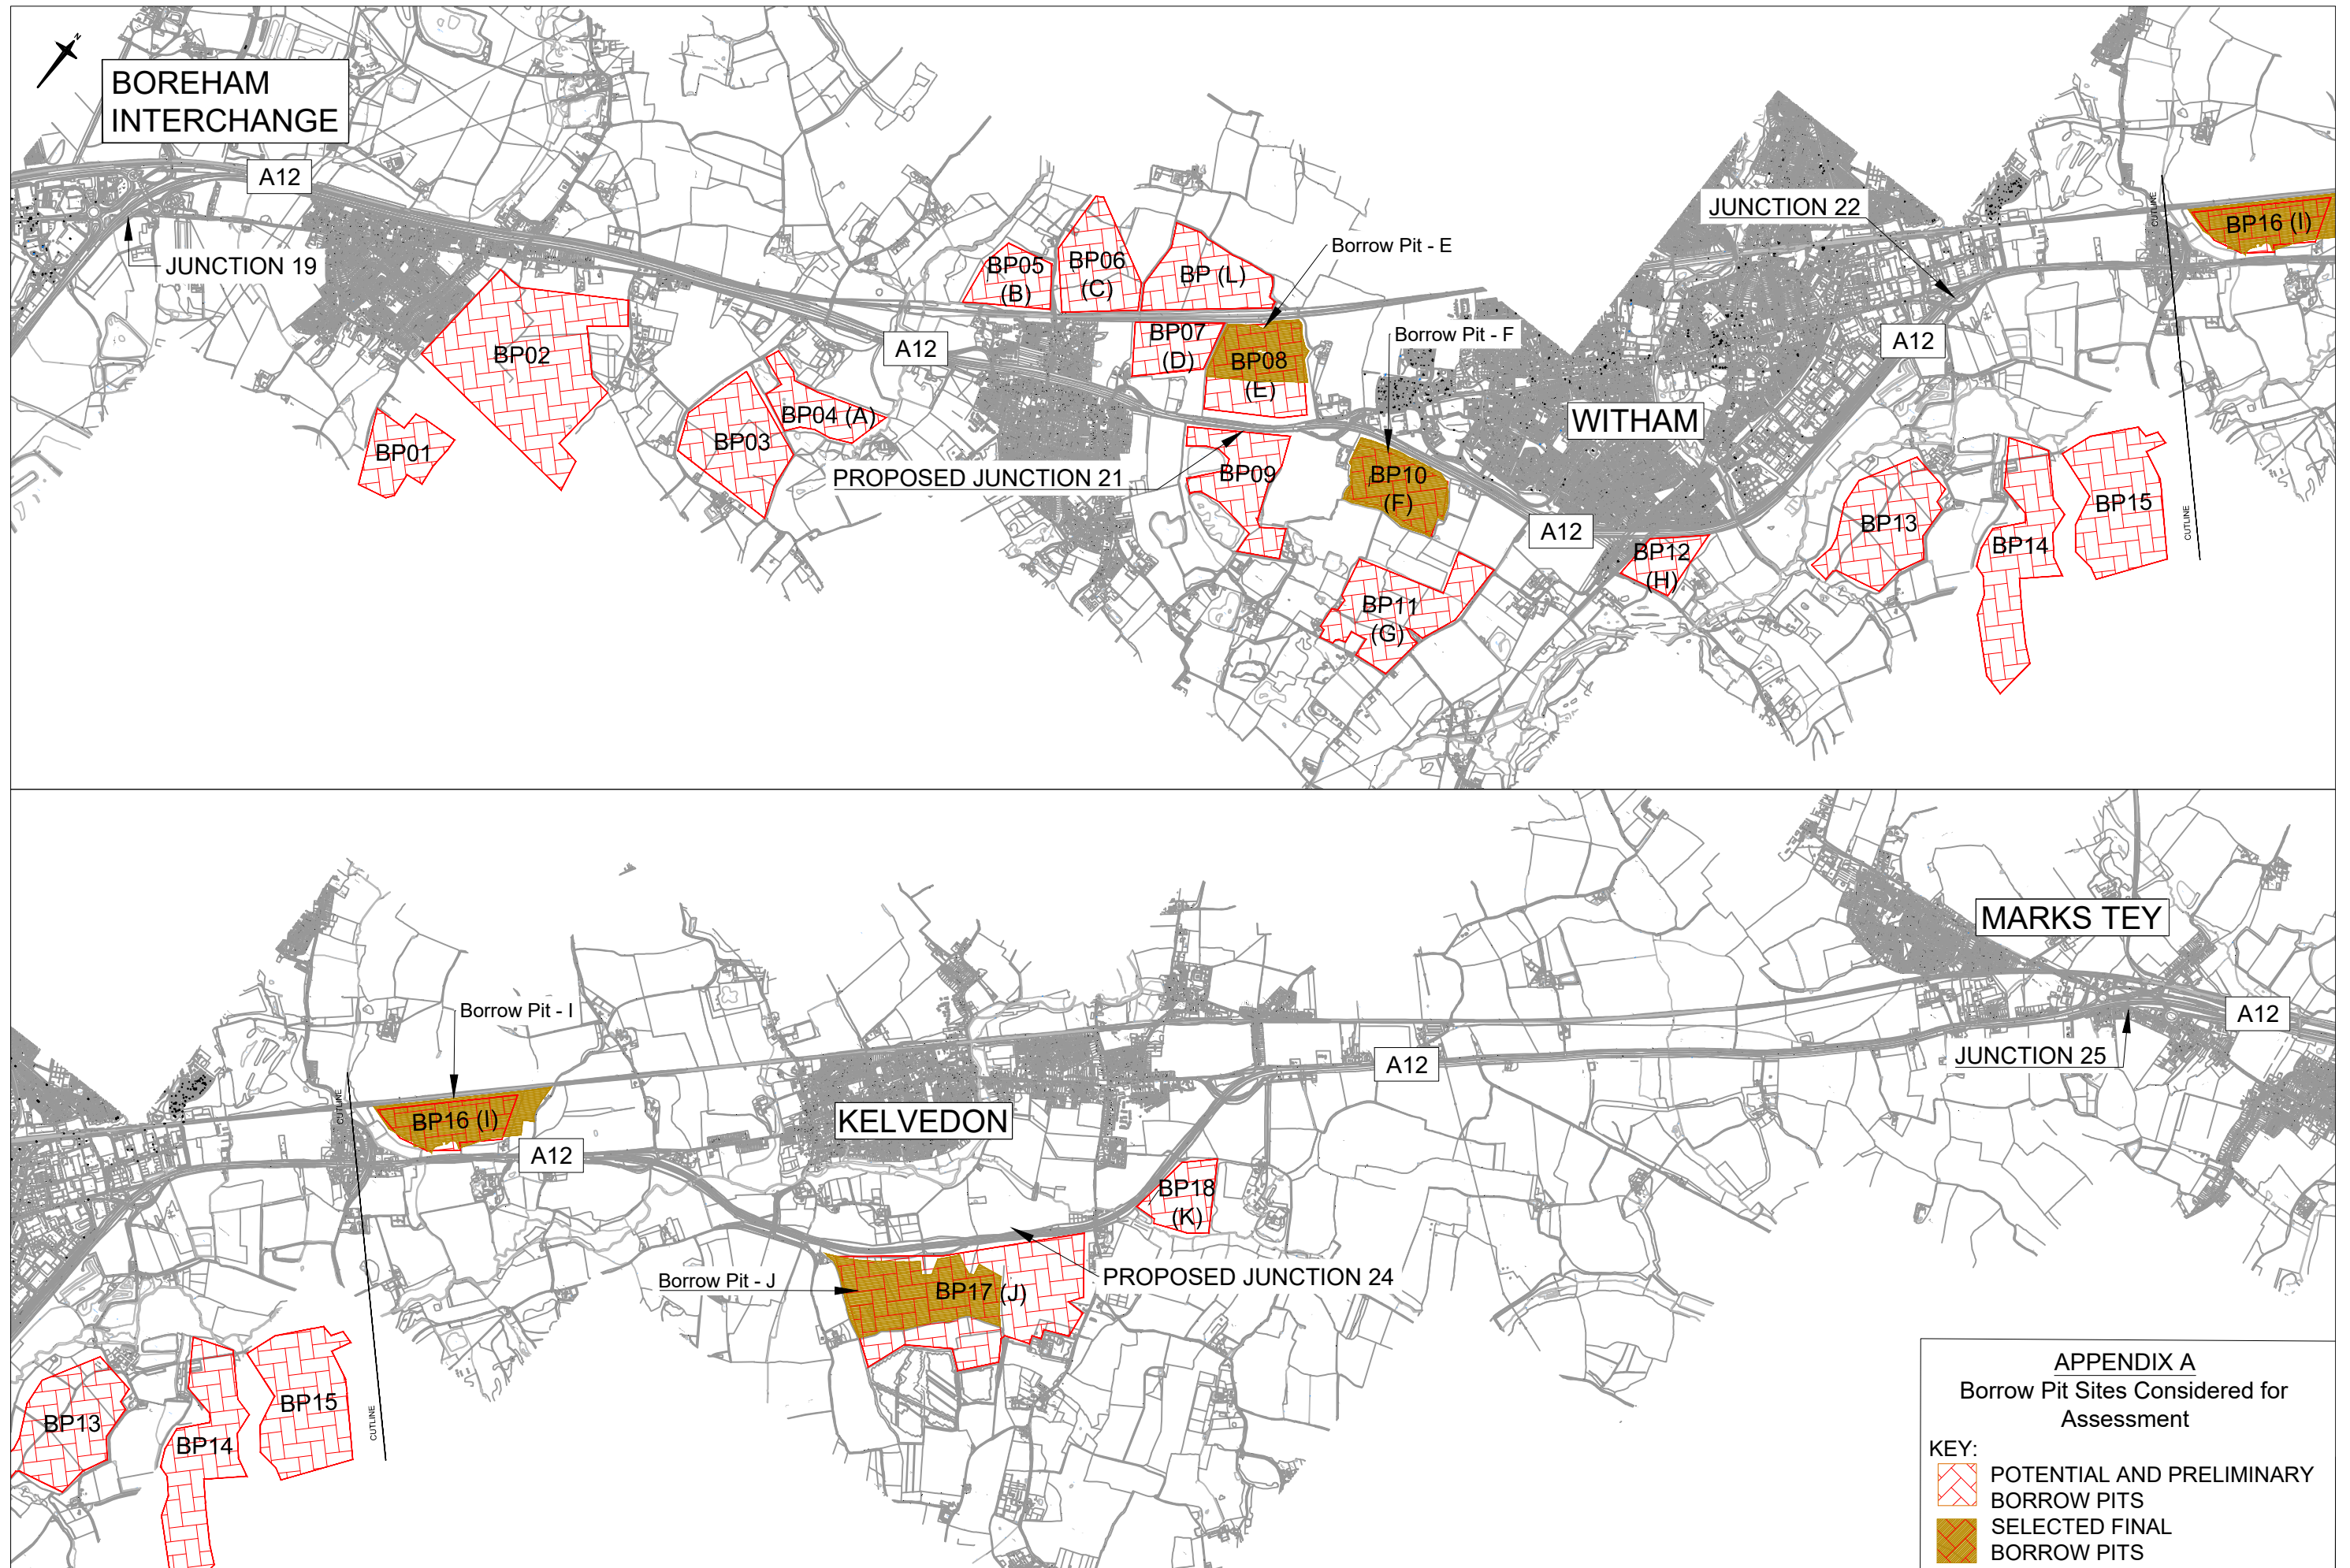 N
BOREHAM
INTERCHANGE
A12
JUNCTION 19
BP01
BP02
BP03
BP04 (A)
A12
BP05
(B)
BP06
(C)
BP (L)
Borrow Pit - E
BP07
(D)
BP08
(E)
Borrow Pit - F
PROPOSED JUNCTION 21
BP09
BP10
(F)
BP11
(G)
A12
WITHAM
BP12
(H)
JUNCTION 22
A12
BP13
BP14
BP15
CUTLINE
CUTLINE
BP16 (I)
Borrow Pit - I
CUTLINE
BP16 (I)
A12
KELVEDON
BP18
(K)
Borrow Pit - J
BP17 (J)
PROPOSED JUNCTION 24
A12
MARKS TEY
A12
JUNCTION 25
BP13
BP14
BP15
CUTLINE
APPENDIX A
Borrow Pit Sites Considered for
Assessment
KEY:
POTENTIAL AND PRELIMINARY
BORROW PITS
SELECTED FINAL
BORROW PITS